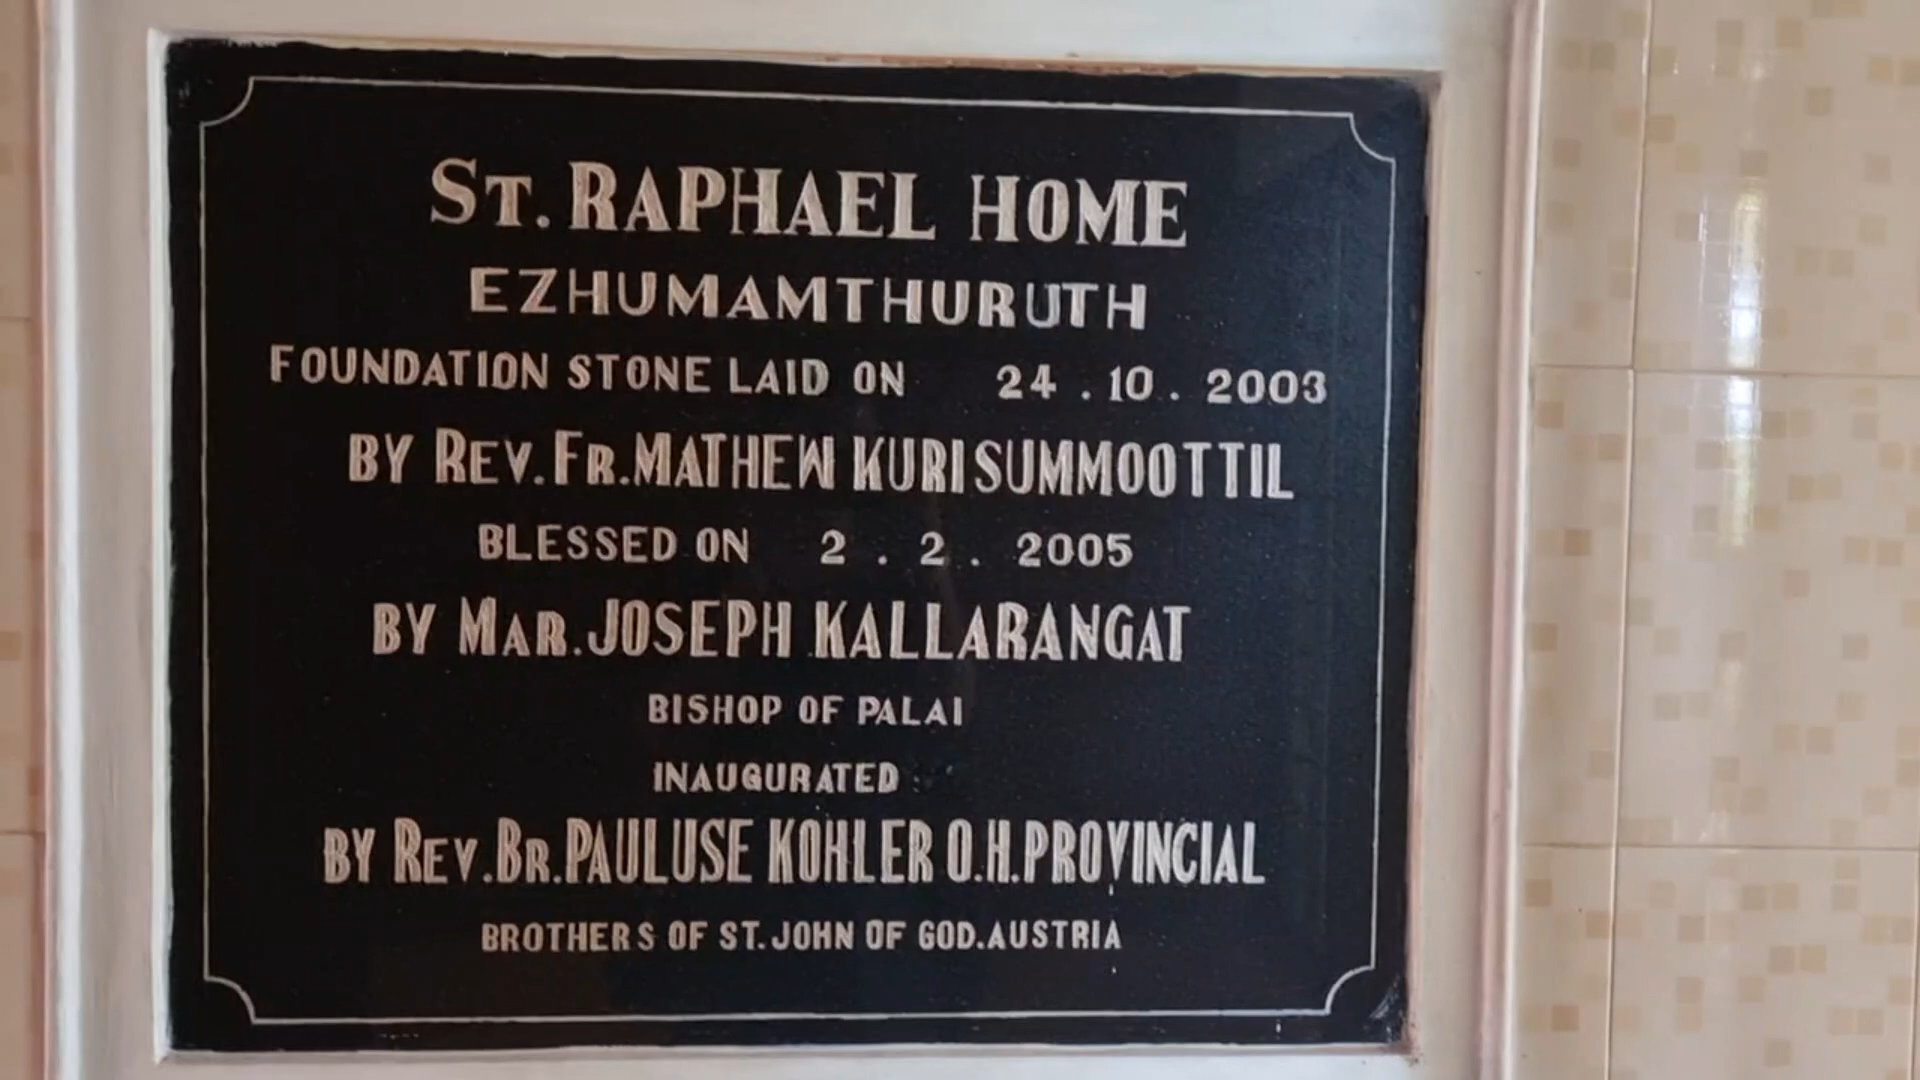 ST. RAPHAEL HOME
EZHUMAMTHURUTH
FOUNDATION STONE LAID ON 24 . 10 . 2003
BY REV. FR. MATHEW KURISUMMOOTTIL
BLESSED ON 2 . 2 . 2005
BY MAR. JOSEPH KALLARANGAT
BISHOP OF PALAI
INAUGURATED
BY REV. BR. PAULUSE KOHLER O.H. PROVINCIAL
BROTHERS OF ST. JOHN OF GOD. AUSTRIA